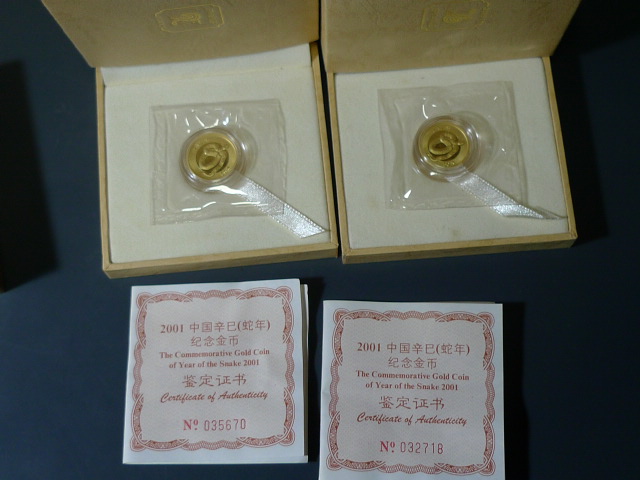 2001 中国辛巳(蛇年)
纪念金币
The Commemorative Gold Coin
of Year of the Snake 2001
鉴定证书
Certificate of Authenticity
Nº 035670
2001 中国辛巳(蛇年)
纪念金币
The Commemorative Gold Coin
of Year of the Snake 2001
鉴定证书
Certificate of Authenticity
Nº 032718